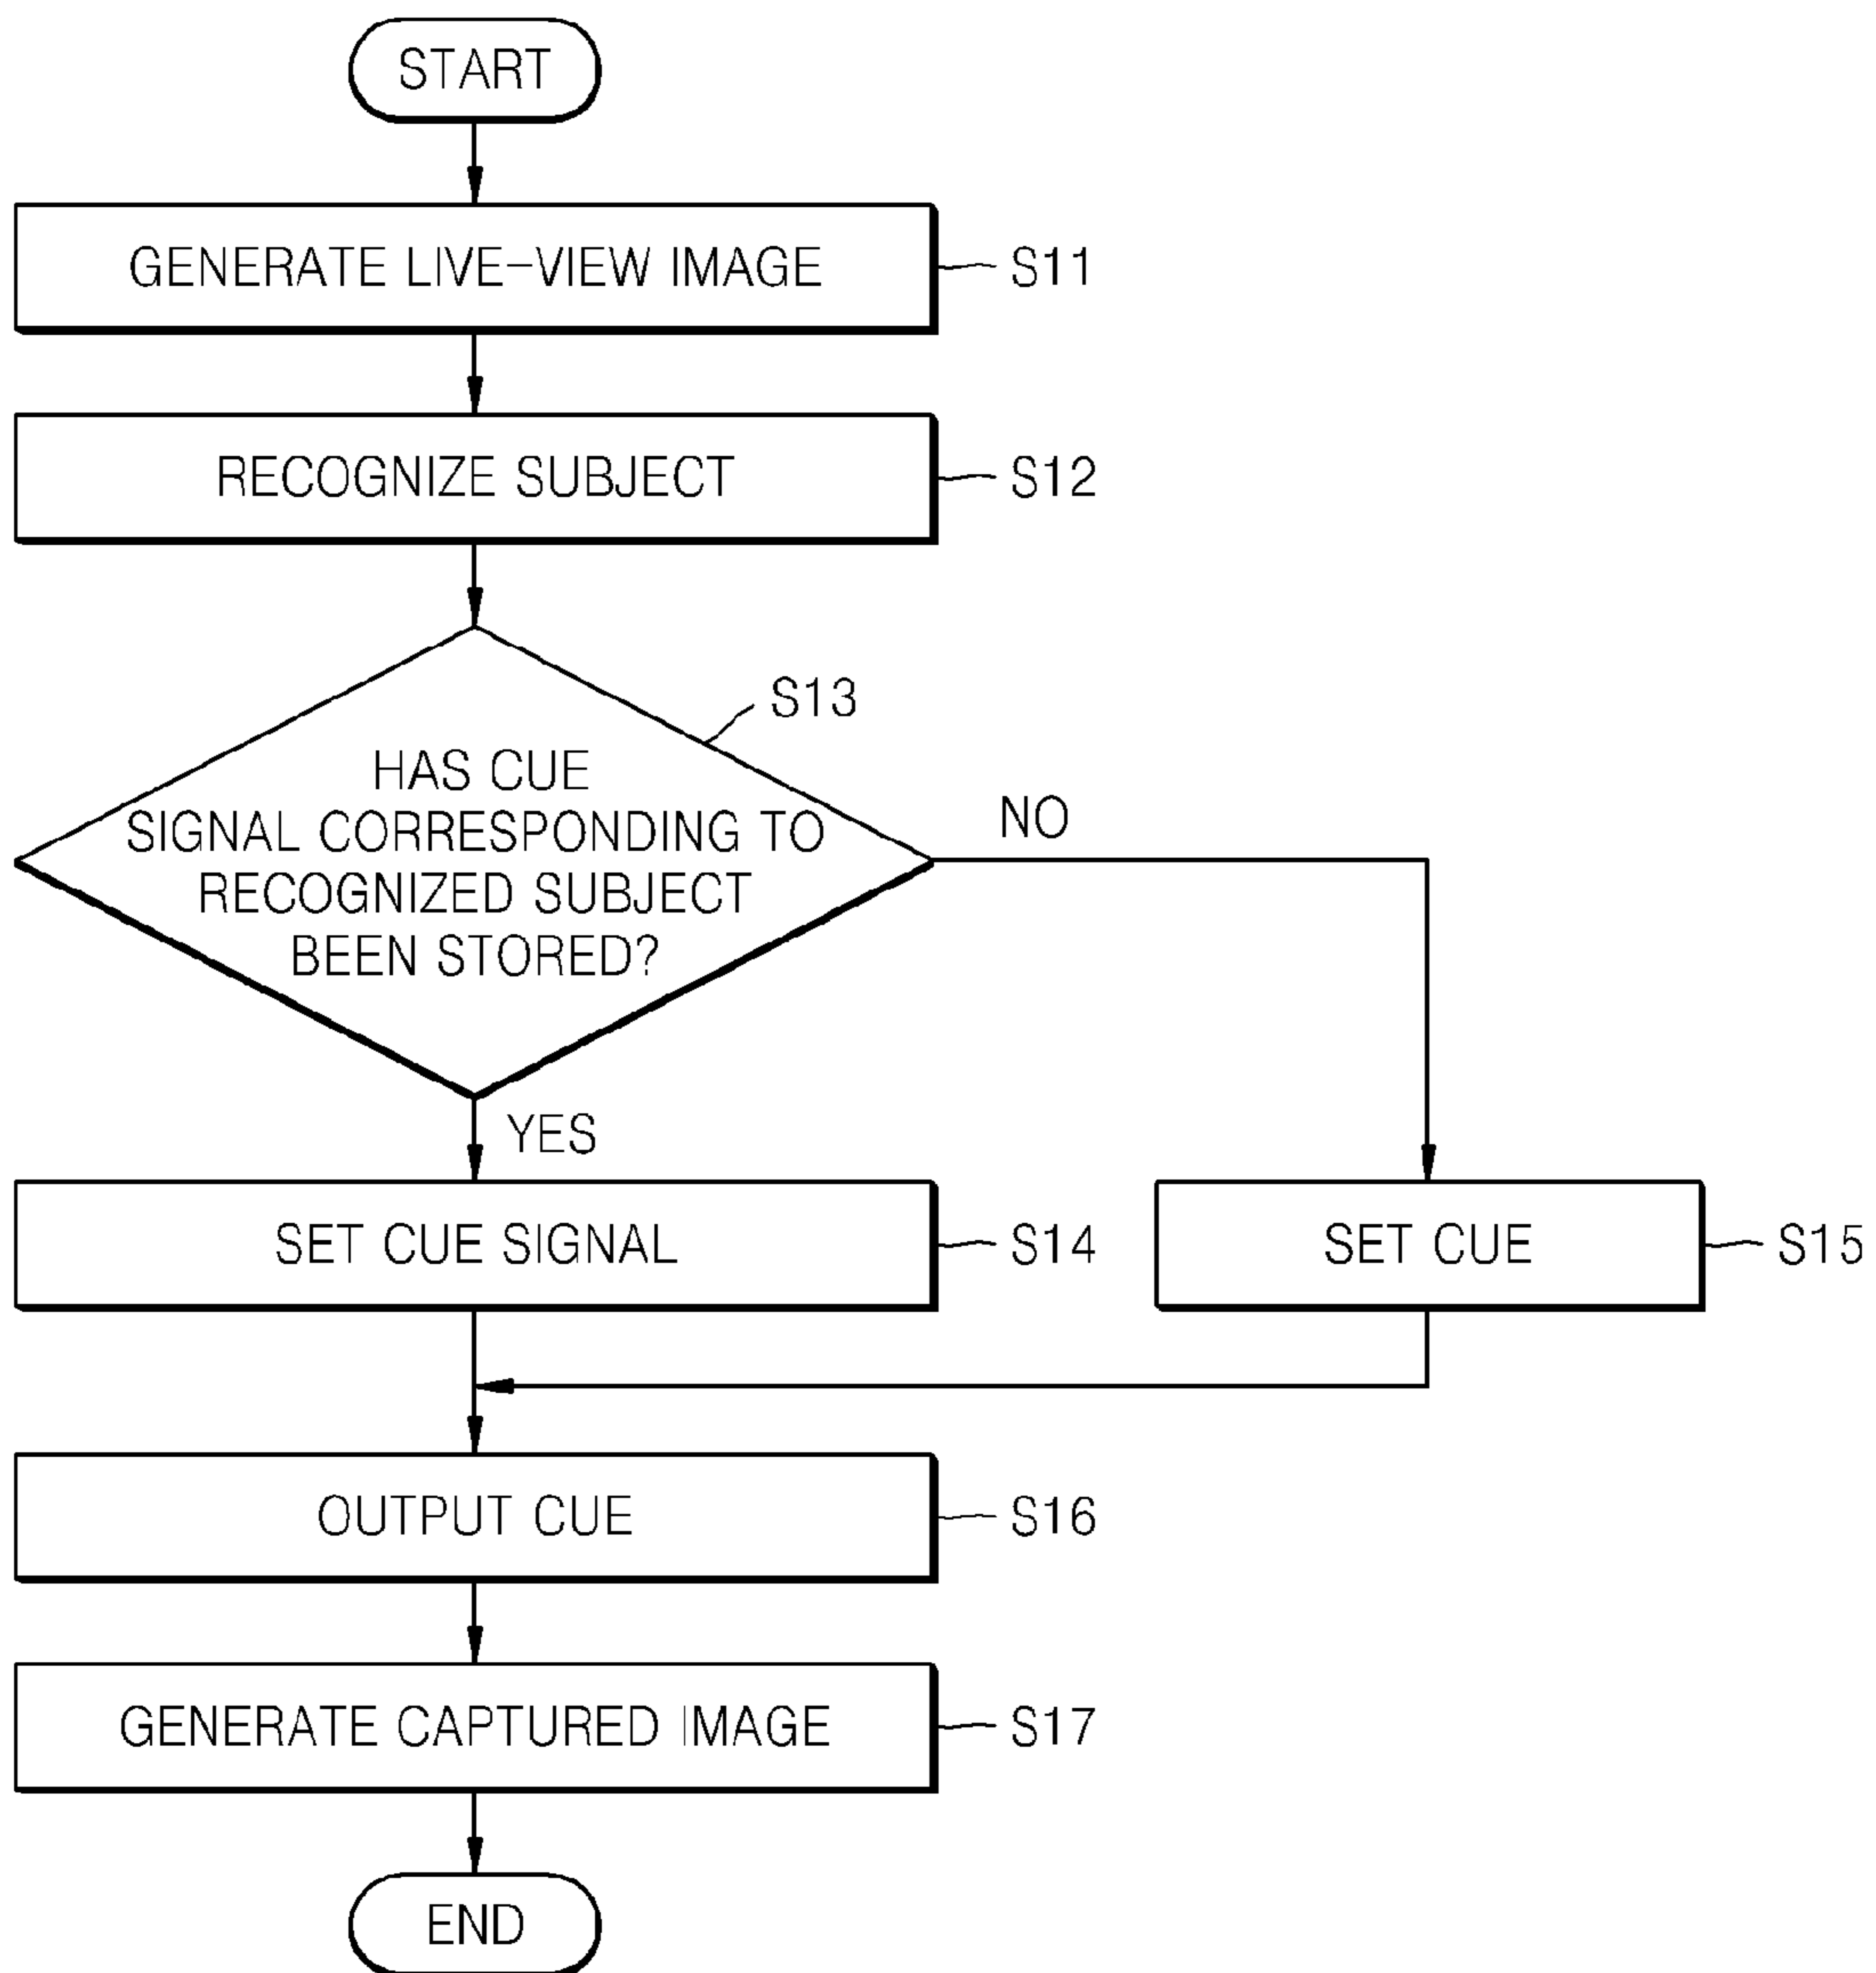 START
GENERATE LIVE-VIEW IMAGE
S11
RECOGNIZE SUBJECT
S12
S13
HAS CUE
SIGNAL CORRESPONDING TO
RECOGNIZED SUBJECT
BEEN STORED?
NO
YES
SET CUE SIGNAL
S14
SET CUE
S15
OUTPUT CUE
S16
GENERATE CAPTURED IMAGE
S17
END